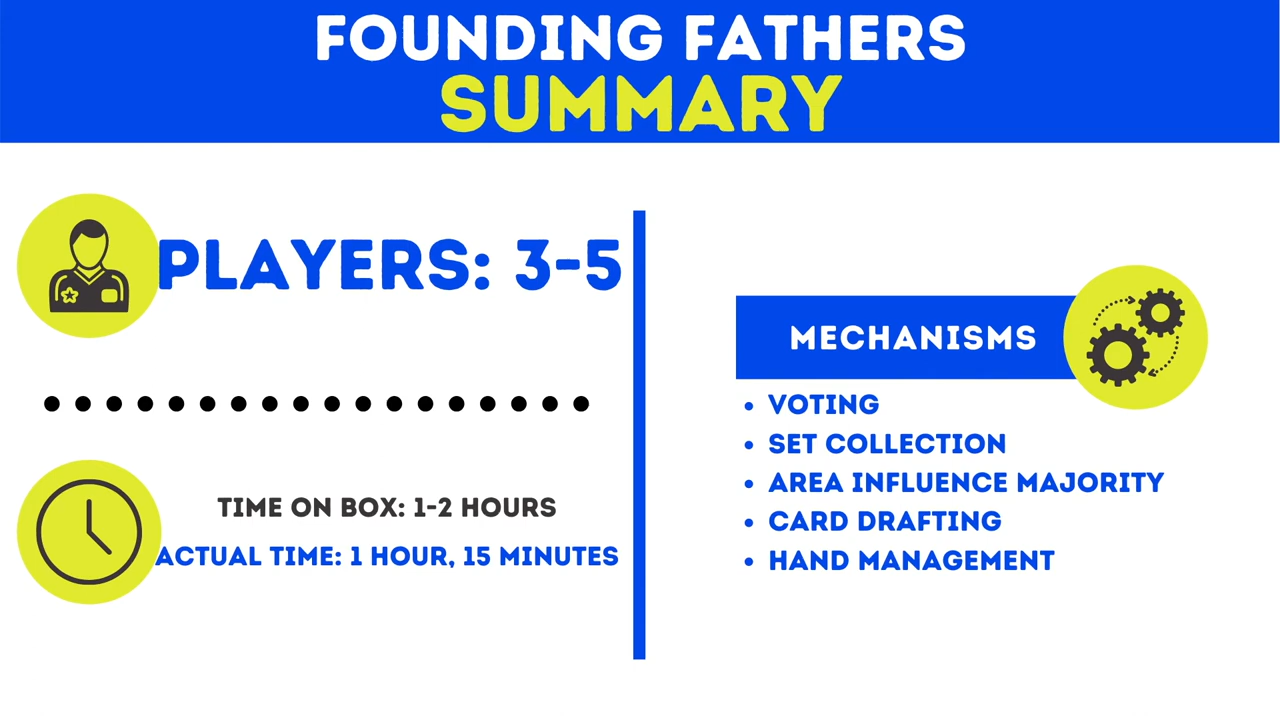 FOUNDING FATHERS
SUMMARY
PLAYERS: 3-5
TIME ON BOX: 1-2 HOURS
ACTUAL TIME: 1 HOUR, 15 MINUTES
MECHANISMS
• VOTING
• SET COLLECTION
• AREA INFLUENCE MAJORITY
• CARD DRAFTING
• HAND MANAGEMENT